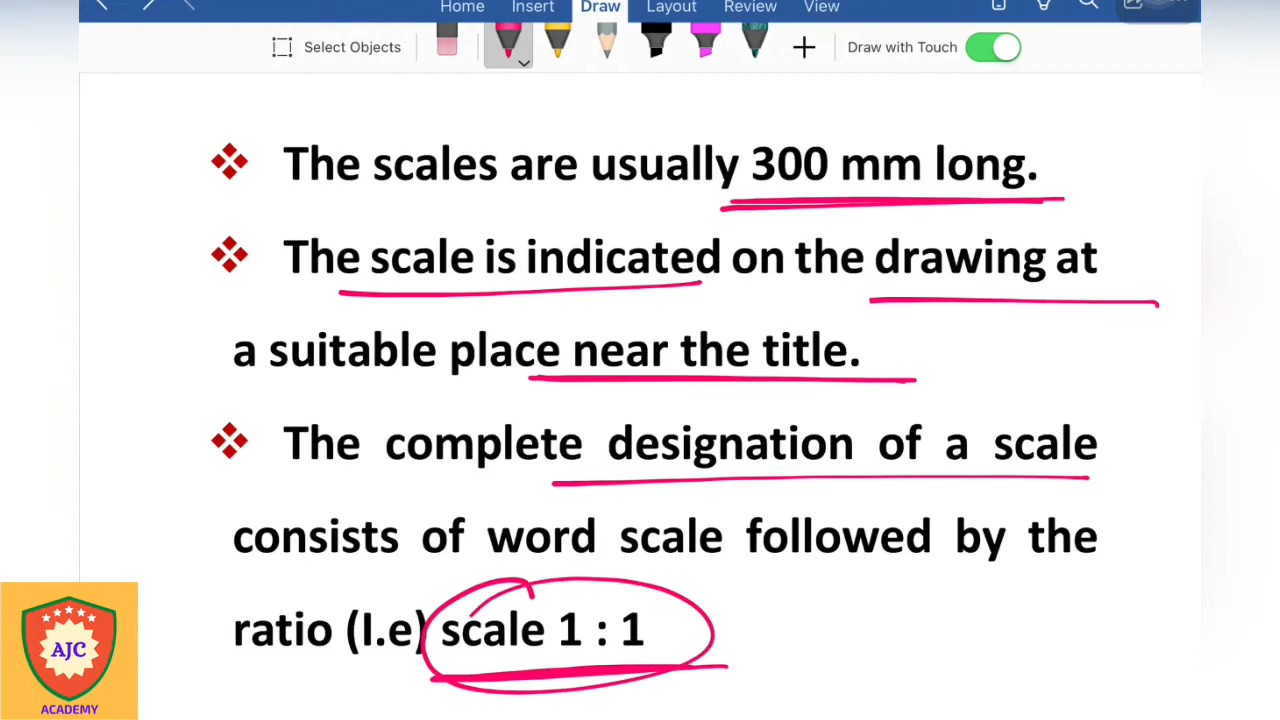 Home Insert Draw Layout Review View
Select Objects Draw with Touch
❖ The scales are usually 300 mm long.
❖ The scale is indicated on the drawing at
a suitable place near the title.
❖ The complete designation of a scale
consists of word scale followed by the
ratio (I.e) scale 1 : 1
AJC
ACADEMY